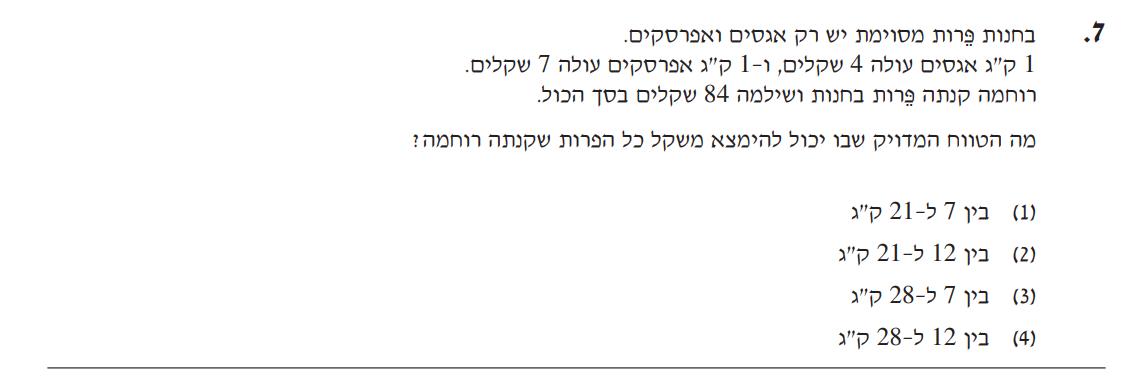 7. בחנות פֵּרות מסוימת יש רק אגסים ואפרסקים.
1 ק"ג אגסים עולה 4 שקלים, ו-1 ק"ג אפרסקים עולה 7 שקלים.
רוחמה קנתה פֵּרות בחנות ושילמה 84 שקלים בסך הכול.
מה הטווח המדויק שבו יכול להימצא משקל כל הפרות שקנתה רוחמה?
(1) בין 7 ל-21 ק"ג
(2) בין 12 ל-21 ק"ג
(3) בין 7 ל-28 ק"ג
(4) בין 12 ל-28 ק"ג